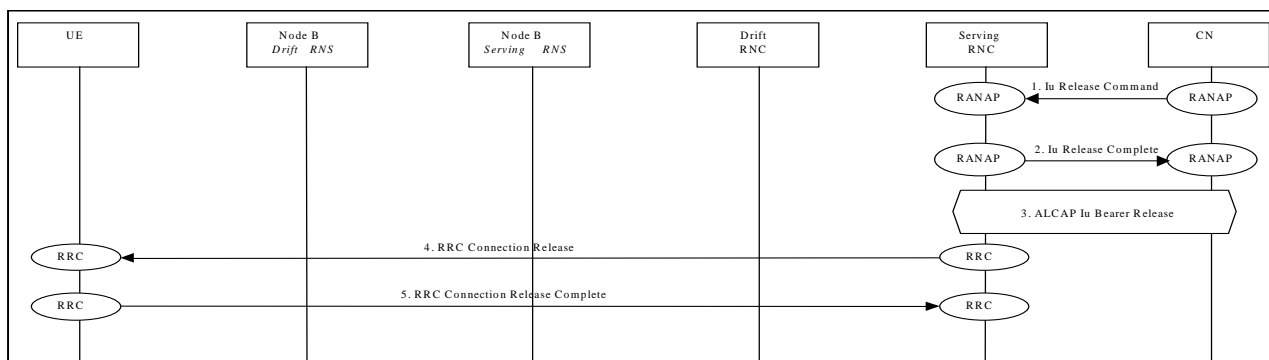 UE
Node B
Drift RNS
Node B
Serving RNS
Drift
RNC
Serving
RNC
CN
RANAP
1. Iu Release Command
RANAP
RANAP
2. Iu Release Complete
RANAP
3. ALCAP Iu Bearer Release
RRC
4. RRC Connection Release
RRC
RRC
5. RRC Connection Release Complete
RRC